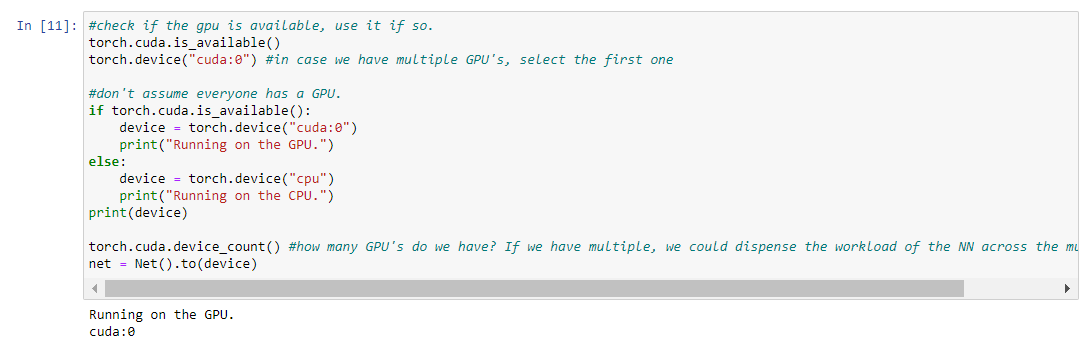 In [11]: #check if the gpu is available, use it if so.
torch.cuda.is_available()
torch.device("cuda:0") #in case we have multiple GPU's, select the first one
#don't assume everyone has a GPU.
if torch.cuda.is_available():
    device = torch.device("cuda:0")
    print("Running on the GPU.")
else:
    device = torch.device("cpu")
    print("Running on the CPU.")
print(device)
torch.cuda.device_count() #how many GPU's do we have? If we have multiple, we could dispense the workload of the NN across the
net = Net().to(device)
Running on the GPU.
cuda:0